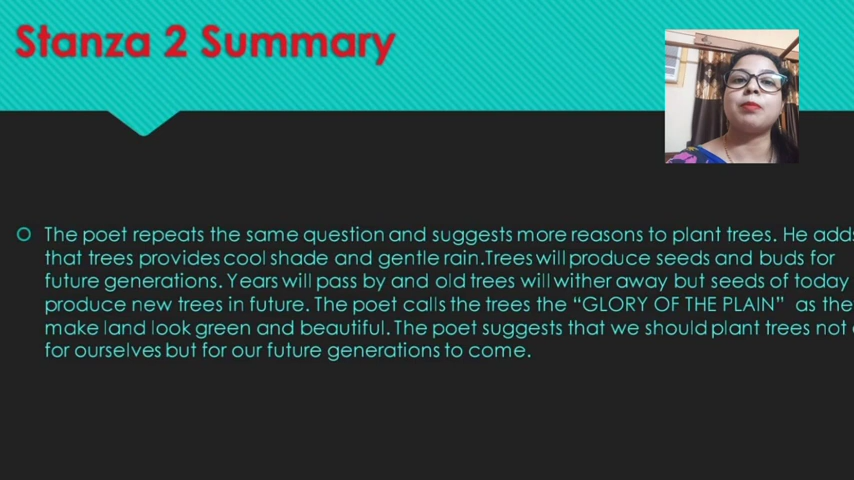 Stanza 2 Summary
The poet repeats the same question and suggests more reasons to plant trees. He adds
that trees provides cool shade and gentle rain.Trees will produce seeds and buds for
future generations. Years will pass by and old trees will wither away but seeds of today
produce new trees in future. The poet calls the trees the “GLORY OF THE PLAIN” as the
make land look green and beautiful. The poet suggests that we should plant trees not
for ourselves but for our future generations to come.